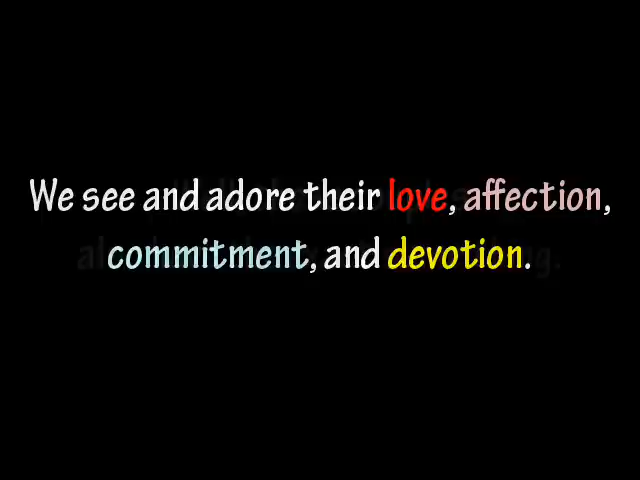 We see and adore their love, affection,
commitment, and devotion.